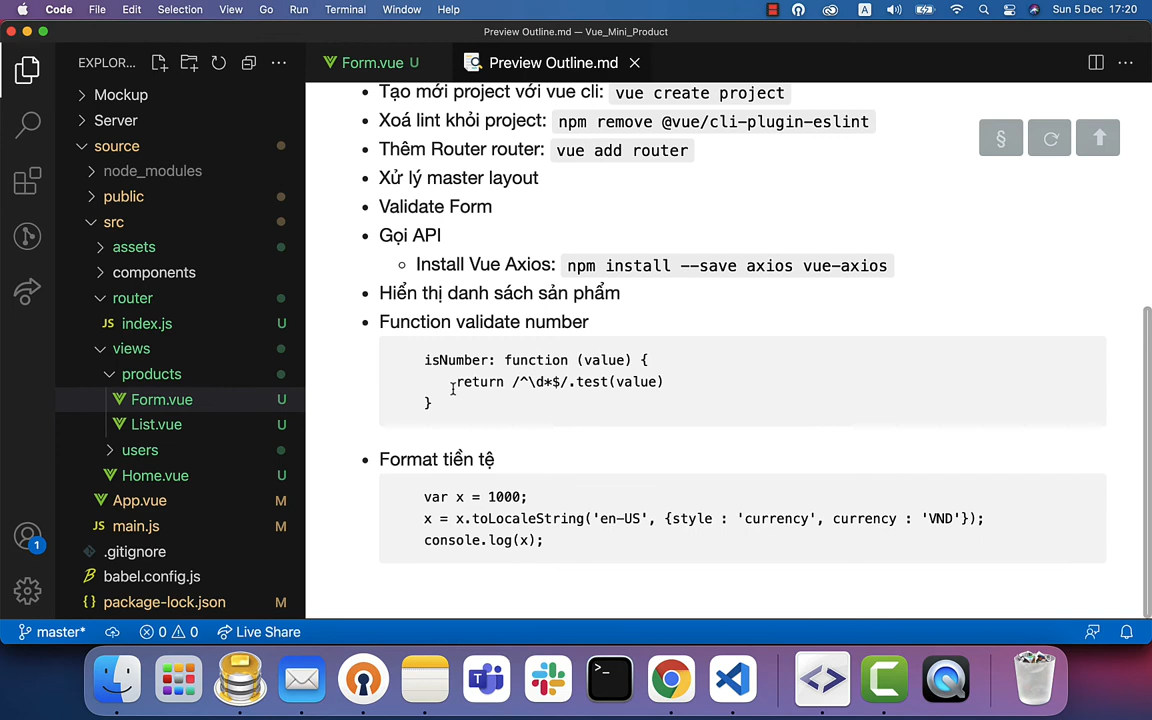 Code File Edit Selection View Go Run Terminal Window Help A Sun 5 Dec 17:20
Preview Outline.md — Vue_Mini_Product
EXPLOR... Form.vue U Preview Outline.md
Mockup
Server
source
node_modules
public
src
assets
components
router
JS index.js U
views
products
Form.vue U
List.vue U
users
Home.vue U
App.vue M
JS main.js M
.gitignore
babel.config.js
{} package-lock.json M
Tạo mới project với vue cli: vue create project
Xoá lint khỏi project: npm remove @vue/cli-plugin-eslint
Thêm Router router: vue add router
Xử lý master layout
Validate Form
Gọi API
Install Vue Axios: npm install --save axios vue-axios
Hiển thị danh sách sản phẩm
Function validate number
isNumber: function (value) {
return /^\d*$/.test(value)
}
Format tiền tệ
var x = 1000;
x = x.toLocaleString('en-US', {style : 'currency', currency : 'VND'});
console.log(x);
§
1
master* 0 0 Live Share